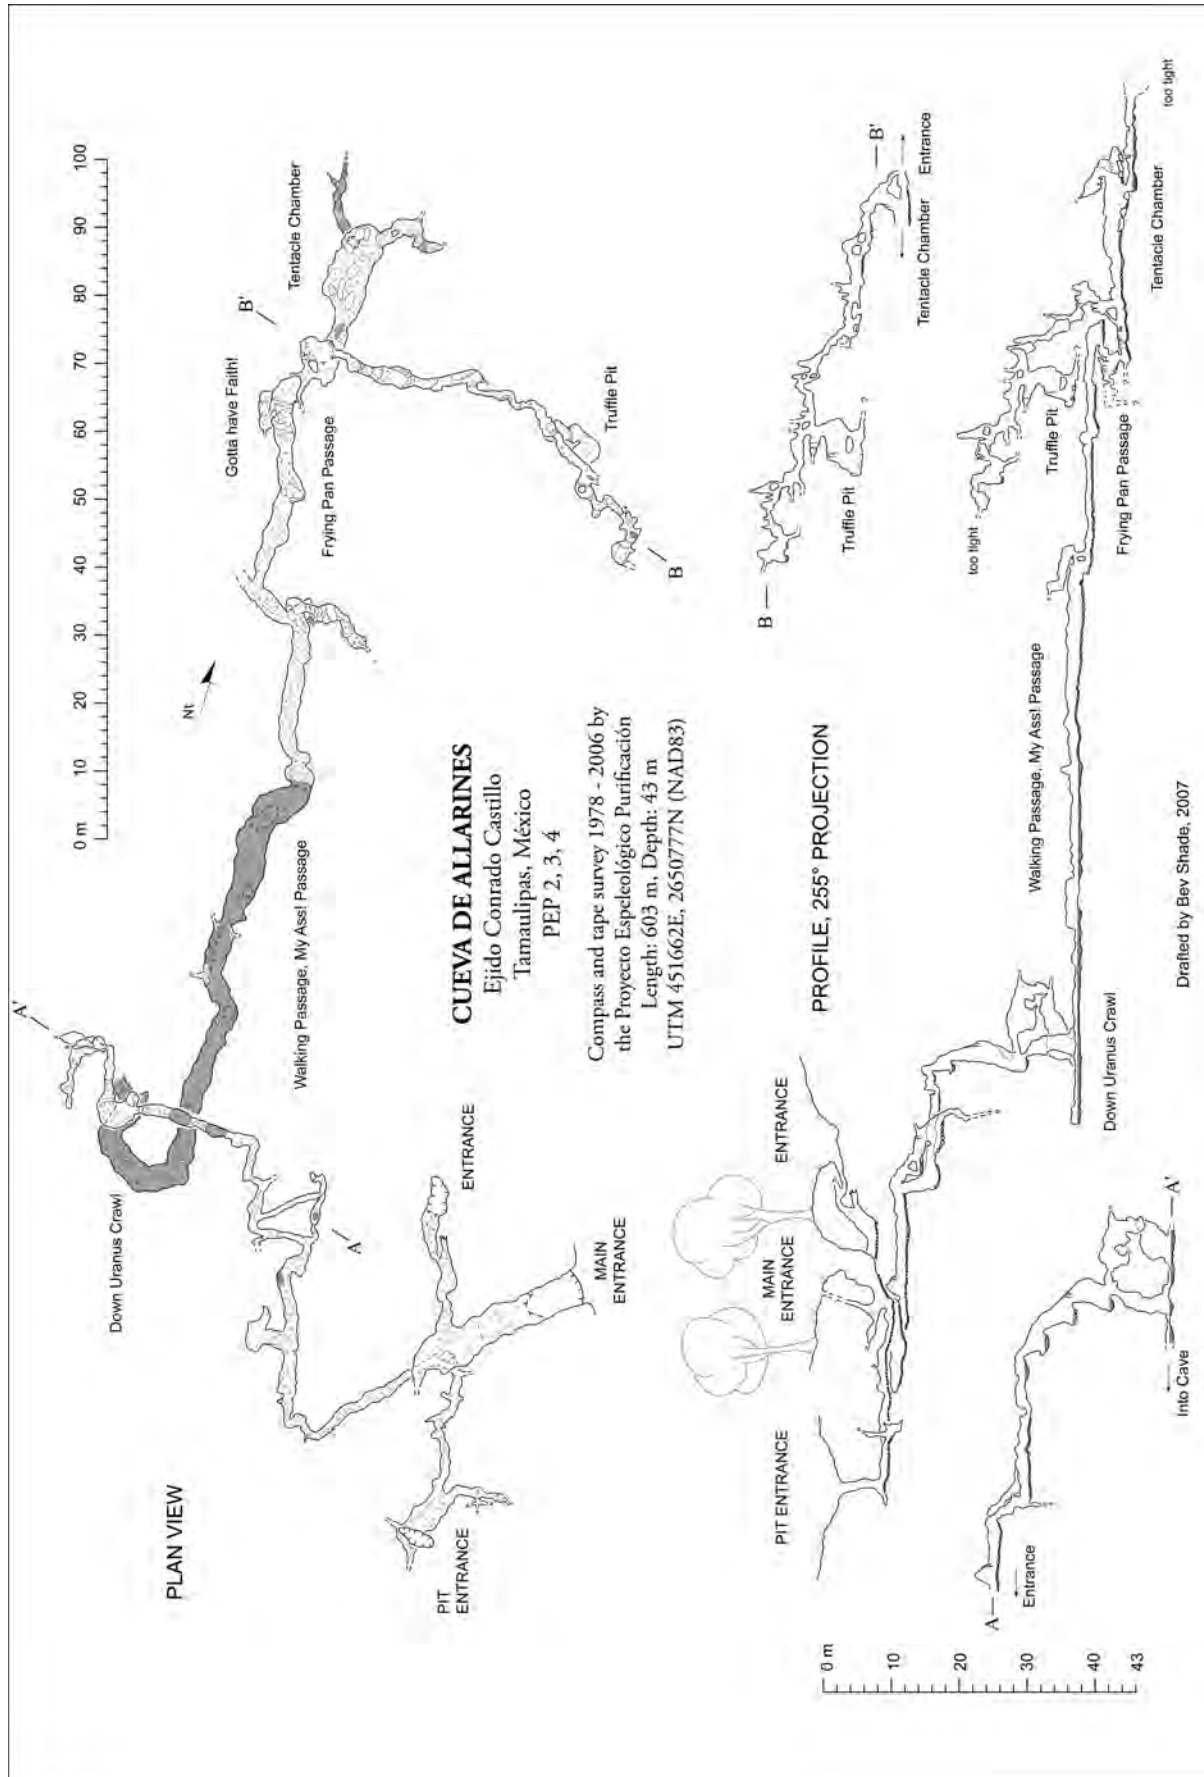 PLAN VIEW
0 m 10 20 30 40 50 60 70 80 90 100
A'
Down Uranus Crawl
A
Walking Passage, My Ass! Passage
Nt
Gotta have Faith!
Frying Pan Passage
B'
Tentacle Chamber
Truffle Pit
B
ENTRANCE
MAIN
ENTRANCE
PIT
ENTRANCE
CUEVA DE ALLARINES
Ejido Conrado Castillo
Tamaulipas, México
PEP 2, 3, 4
Compass and tape survey 1978 - 2006 by
the Proyecto Espeleológico Purificación
Length: 603 m, Depth: 43 m
UTM 451662E, 2650777N (NAD83)
PROFILE, 255° PROJECTION
PIT ENTRANCE
MAIN
ENTRANCE
ENTRANCE
B
Truffle Pit
Tentacle Chamber
Entrance
B'
0 m
10
20
30
40
43
A
Entrance
Into Cave
A'
Down Uranus Crawl
Walking Passage, My Ass! Passage
too tight
Truffle Pit
Frying Pan Passage
? ? ?
?
?
?
Tentacle Chamber
too tight
Drafted by Bev Shade, 2007